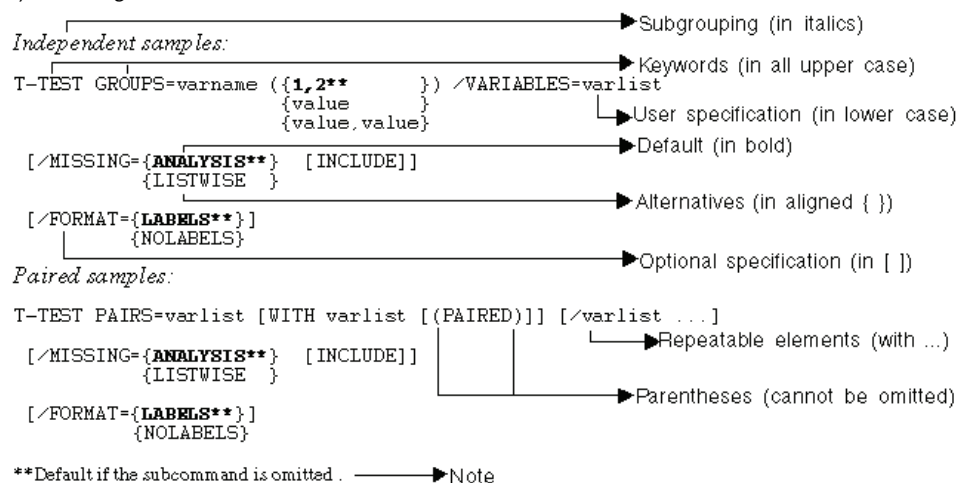 Subgrouping (in italics)
Independent samples:
Keywords (in all upper case)
T-TEST GROUPS=varname ({1,2** }) /VARIABLES=varlist
{value }
{value,value}
User specification (in lower case)
Default (in bold)
[/MISSING={ANALYSIS**} [INCLUDE]]
{LISTWISE }
Alternatives (in aligned { })
[/FORMAT={LABELS**}]
{NOLABELS}
Optional specification (in [ ])
Paired samples:
T-TEST PAIRS=varlist [WITH varlist [(PAIRED)]] [/varlist ...]
Repeatable elements (with ...)
[/MISSING={ANALYSIS**} [INCLUDE]]
{LISTWISE }
Parentheses (cannot be omitted)
[/FORMAT={LABELS**}]
{NOLABELS}
**Default if the subcommand is omitted . Note